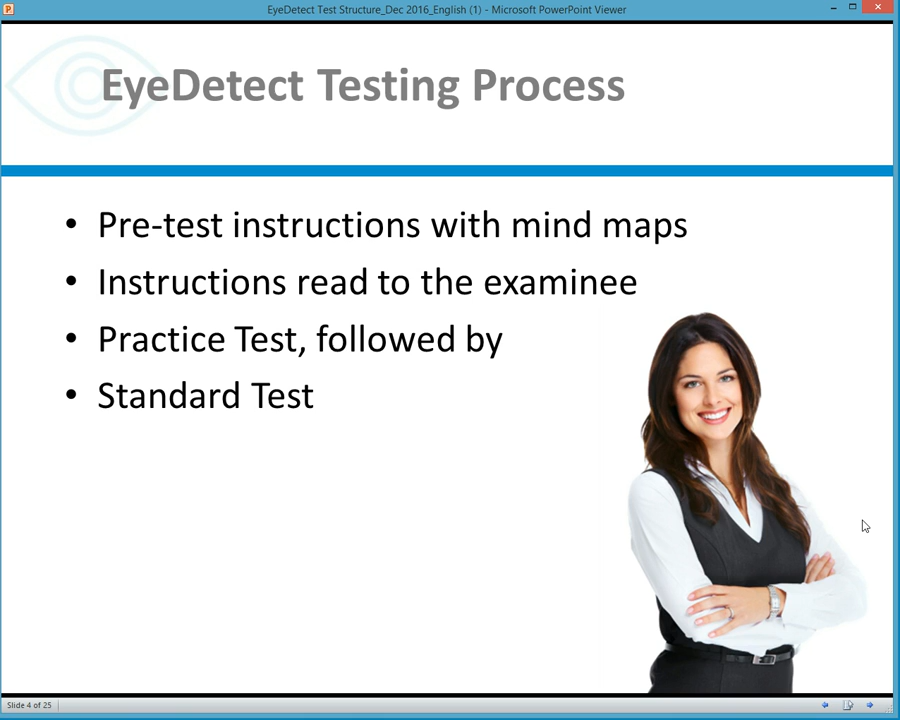 EyeDetect Test Structure_Dec 2016_English (1) - Microsoft PowerPoint Viewer
EyeDetect Testing Process
• Pre-test instructions with mind maps
• Instructions read to the examinee
• Practice Test, followed by
• Standard Test
Slide 4 of 25